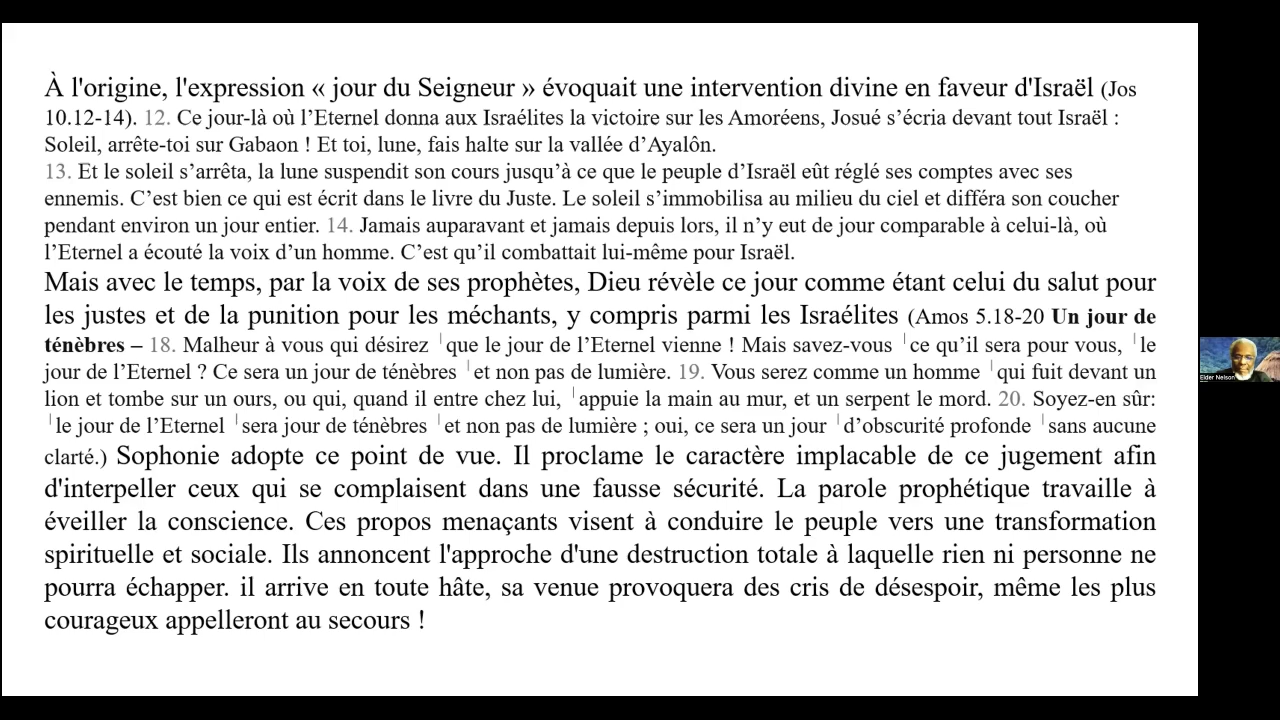 À l'origine, l'expression « jour du Seigneur » évoquait une intervention divine en faveur d'Israël (Jos
10.12-14). 12. Ce jour-là où l’Eternel donna aux Israélites la victoire sur les Amoréens, Josué s’écria devant tout Israël :
Soleil, arrête-toi sur Gabaon ! Et toi, lune, fais halte sur la vallée d’Ayalôn.
13. Et le soleil s’arrêta, la lune suspendit son cours jusqu’à ce que le peuple d’Israël eût réglé ses comptes avec ses
ennemis. C’est bien ce qui est écrit dans le livre du Juste. Le soleil s’immobilisa au milieu du ciel et différa son coucher
pendant environ un jour entier. 14. Jamais auparavant et jamais depuis lors, il n’y eut de jour comparable à celui-là, où
l’Eternel a écouté la voix d’un homme. C’est qu’il combattait lui-même pour Israël.
Mais avec le temps, par la voix de ses prophètes, Dieu révèle ce jour comme étant celui du salut pour
les justes et de la punition pour les méchants, y compris parmi les Israélites (Amos 5.18-20 Un jour de
ténèbres – 18. Malheur à vous qui désirez ╵que le jour de l’Eternel vienne ! Mais savez-vous ╵ce qu’il sera pour vous, ╵le
jour de l’Eternel ? Ce sera un jour de ténèbres ╵et non pas de lumière. 19. Vous serez comme un homme ╵qui fuit devant un
lion et tombe sur un ours, ou qui, quand il entre chez lui, ╵appuie la main au mur, et un serpent le mord. 20. Soyez-en sûr:
╵le jour de l’Eternel ╵sera jour de ténèbres ╵et non pas de lumière ; oui, ce sera un jour ╵d’obscurité profonde ╵sans aucune
clarté.) Sophonie adopte ce point de vue. Il proclame le caractère implacable de ce jugement afin
d'interpeller ceux qui se complaisent dans une fausse sécurité. La parole prophétique travaille à
éveiller la conscience. Ces propos menaçants visent à conduire le peuple vers une transformation
spirituelle et sociale. Ils annoncent l'approche d'une destruction totale à laquelle rien ni personne ne
pourra échapper. il arrive en toute hâte, sa venue provoquera des cris de désespoir, même les plus
courageux appelleront au secours !
Elder Nelson